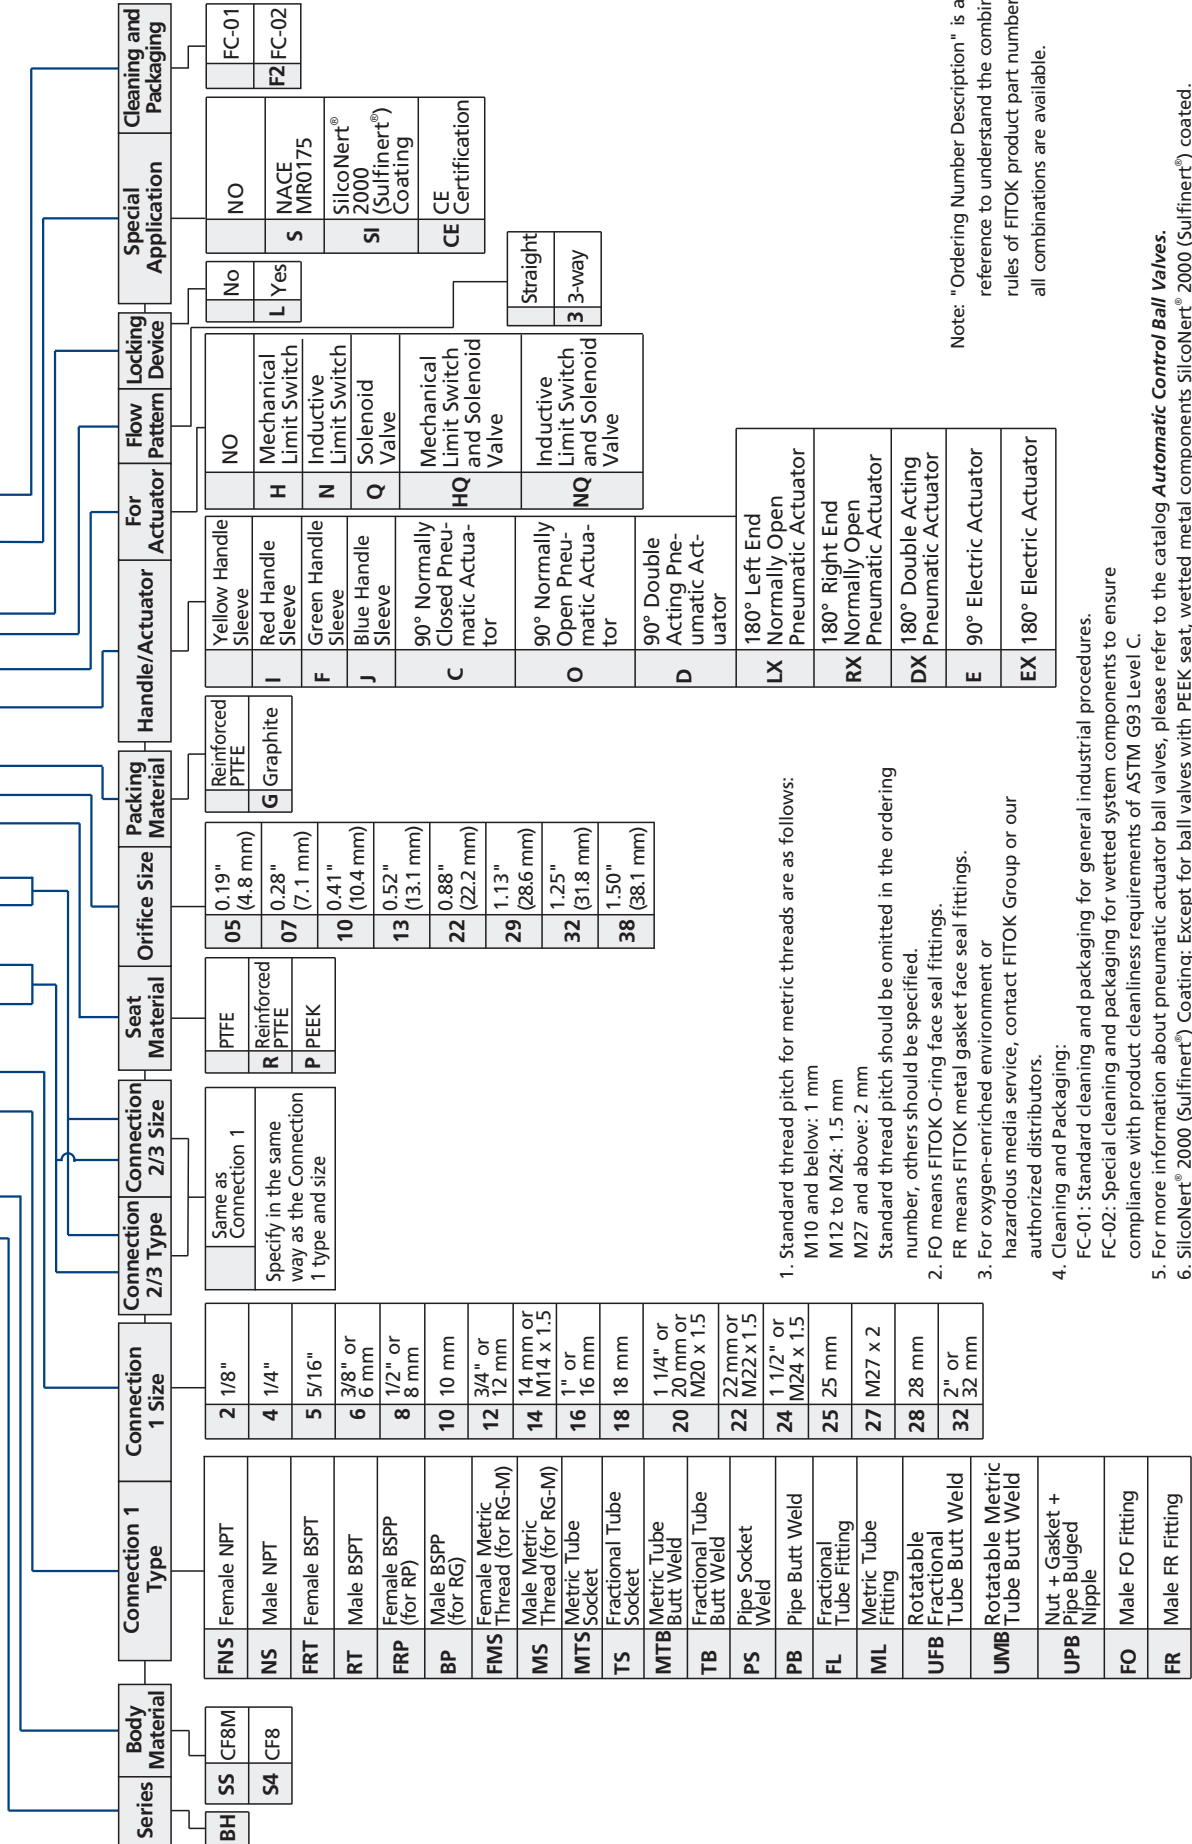 Series
BH
Body
Material
SS CF8M
S4 CF8
Connection 1
Type
FNS Female NPT
NS Male NPT
FRT Female BSPT
RT Male BSPT
FRP Female BSPP
(for RP)
BP Male BSPP
(for RG)
FMS Female Metric
Thread (for RG-M)
MS Male Metric
Thread (for RG-M)
MTS Metric Tube
Socket
TS Fractional Tube
Socket
MTB Metric Tube
Butt Weld
TB Fractional Tube
Butt Weld
PS Pipe Socket
Weld
PB Pipe Butt Weld
FL Fractional
Tube Fitting
ML Metric Tube
Fitting
UFB Rotatable
Fractional
Tube Butt Weld
UMB Rotatable Metric
Tube Butt Weld
UPB Nut + Gasket +
Pipe Bulged
Nipple
FO Male FO Fitting
FR Male FR Fitting
Connection
1 Size
2 1/8"
4 1/4"
5 5/16"
6 3/8" or
6 mm
8 1/2" or
8 mm
10 10 mm
12 3/4" or
12 mm
14 14 mm or
M14 x 1.5
16 1" or
16 mm
18 18 mm
20 1 1/4" or
20 mm or
M20 x 1.5
22 22 mm or
M22 x 1.5
24 1 1/2" or
M24 x 1.5
25 25 mm
27 M27 x 2
28 28 mm
32 2" or
32 mm
Connection
2/3 Type
Connection
2/3 Size
Same as
Connection 1
Specify in the same
way as the Connection
1 type and size
Seat
Material
PTFE
R Reinforced
PTFE
P PEEK
Orifice Size
05 0.19"
(4.8 mm)
07 0.28"
(7.1 mm)
10 0.41"
(10.4 mm)
13 0.52"
(13.1 mm)
22 0.88"
(22.2 mm)
29 1.13"
(28.6 mm)
32 1.25"
(31.8 mm)
38 1.50"
(38.1 mm)
Packing
Material
Reinforced
PTFE
G Graphite
Handle/Actuator
Yellow Handle
Sleeve
I Red Handle
Sleeve
F Green Handle
Sleeve
J Blue Handle
Sleeve
C 90° Normally
Closed Pneu-
matic Actua-
tor
O 90° Normally
Open Pneu-
matic Actua-
tor
D 90° Double
Acting Pne-
umatic Act-
uator
LX 180° Left End
Normally Open
Pneumatic Actuator
RX 180° Right End
Normally Open
Pneumatic Actuator
DX 180° Double Acting
Pneumatic Actuator
E 90° Electric Actuator
EX 180° Electric Actuator
For
Actuator
NO
H Mechanical
Limit Switch
N Inductive
Limit Switch
Q Solenoid
Valve
HQ Mechanical
Limit Switch
and Solenoid
Valve
NQ Inductive
Limit Switch
and Solenoid
Valve
Flow
Pattern
Straight
3 3-way
Locking
Device
No
L Yes
Special
Application
NO
S NACE
MR0175
SI SilcoNert®
2000
(Sulfinert®)
Coating
CE CE
Certification
Cleaning and
Packaging
FC-01
F2 FC-02
1. Standard thread pitch for metric threads are as follows:
M10 and below: 1 mm
M12 to M24: 1.5 mm
M27 and above: 2 mm
Standard thread pitch should be omitted in the ordering
number, others should be specified.
2. FO means FITOK O-ring face seal fittings.
FR means FITOK metal gasket face seal fittings.
3. For oxygen-enriched environment or
hazardous media service, contact FITOK Group or our
authorized distributors.
4. Cleaning and Packaging:
FC-01: Standard cleaning and packaging for general industrial procedures.
FC-02: Special cleaning and packaging for wetted system components to ensure
compliance with product cleanliness requirements of ASTM G93 Level C.
5. For more information about pneumatic actuator ball valves, please refer to the catalog Automatic Control Ball Valves.
6. SilcoNert® 2000 (Sulfinert®) Coating: Except for ball valves with PEEK seat, wetted metal components SilcoNert® 2000 (Sulfinert®) coated.
Note: "Ordering Number Description" is a
reference to understand the combin
rules of FITOK product part number
all combinations are available.